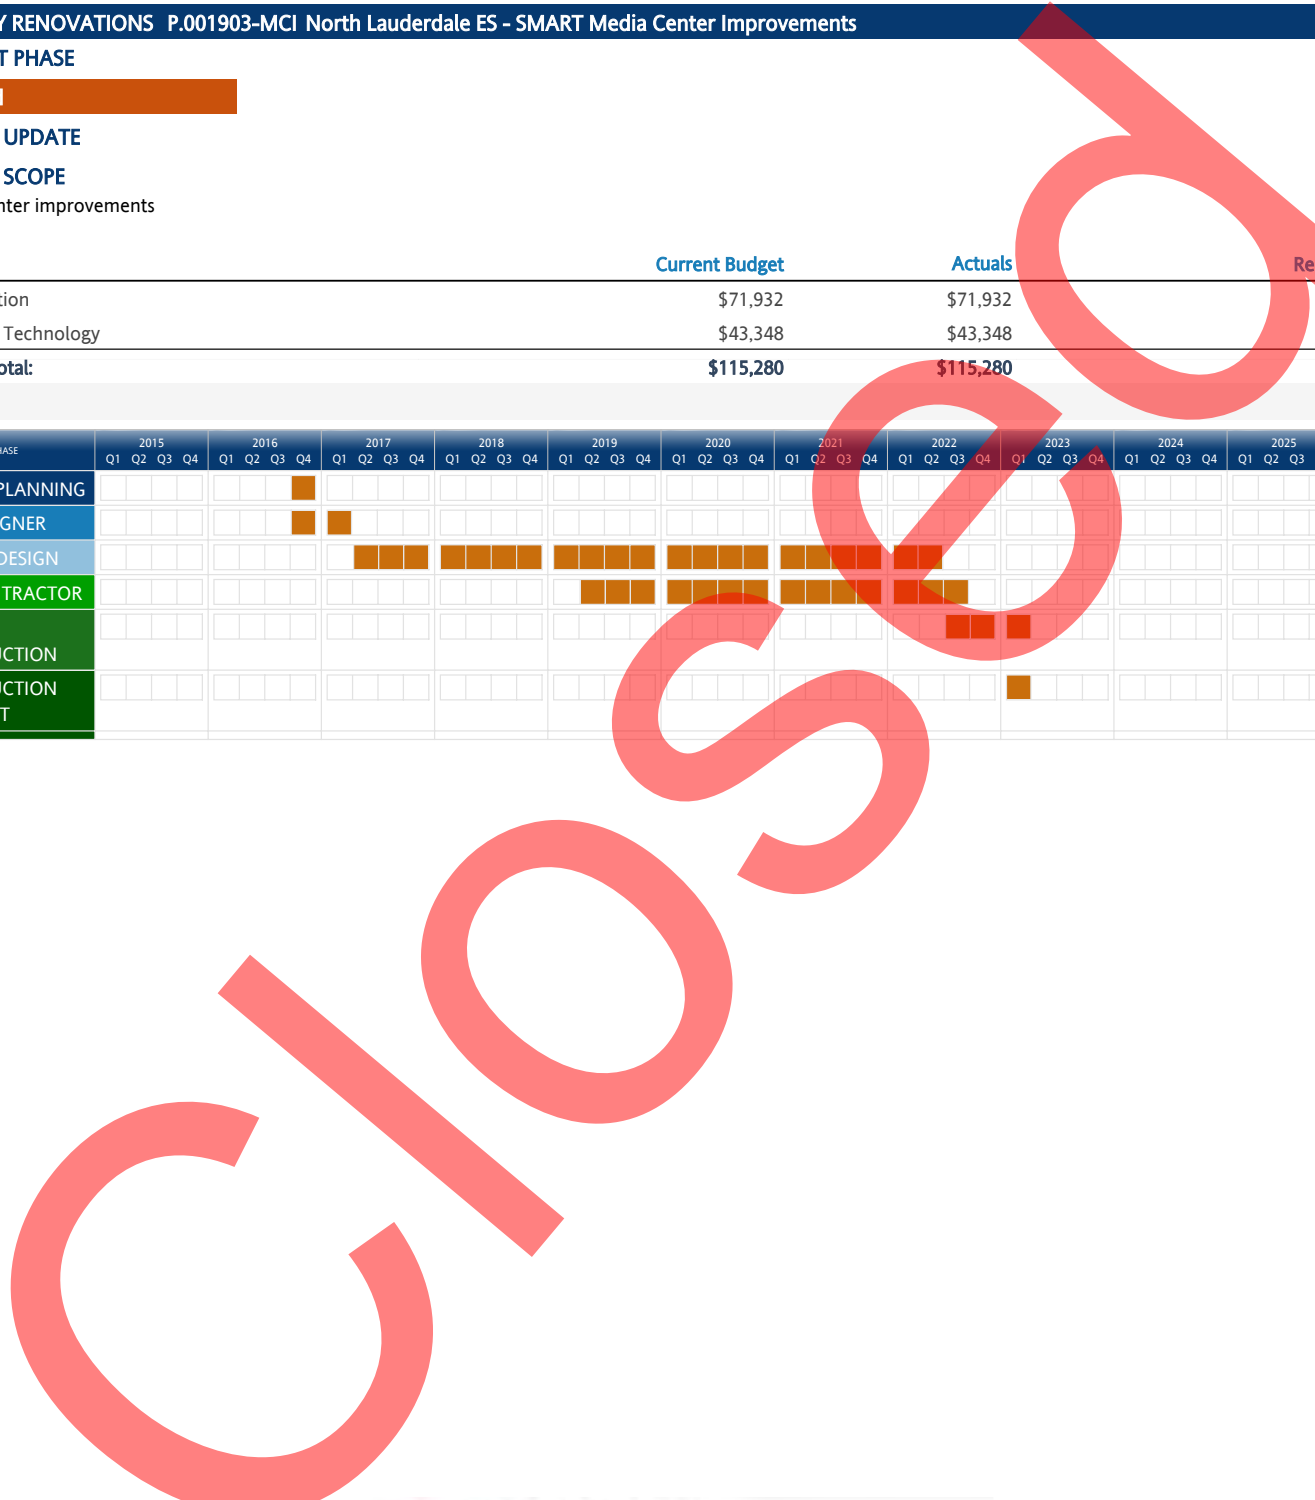 Y RENOVATIONS P.001903-MCI North Lauderdale ES - SMART Media Center Improvements
T PHASE
UPDATE
SCOPE
nter improvements
Current Budget Actuals Re
tion $71,932 $71,932
Technology $43,348 $43,348
otal: $115,280 $115,280
HASE 2015 2016 2017 2018 2019 2020 2021 2022 2023 2024 2025
Q1 Q2 Q3 Q4 Q1 Q2 Q3 Q4 Q1 Q2 Q3 Q4 Q1 Q2 Q3 Q4 Q1 Q2 Q3 Q4 Q1 Q2 Q3 Q4 Q1 Q2 Q3 Q4 Q1 Q2 Q3 Q4 Q1 Q2 Q3 Q4 Q1 Q2 Q3 Q4 Q1 Q2 Q3
PLANNING
GNER
DESIGN
TRACTOR
UCTION
UCTION
T
Closed